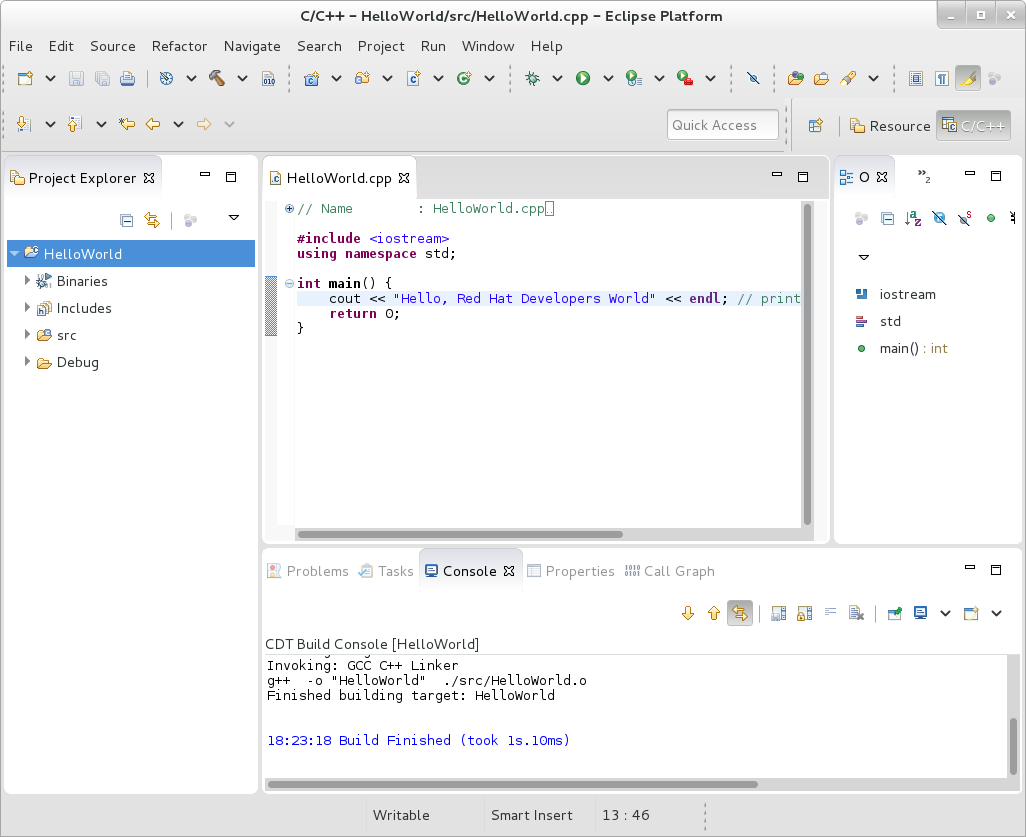 C/C++ – HelloWorld/src/HelloWorld.cpp – Eclipse Platform
File Edit Source Refactor Navigate Search Project Run Window Help
Quick Access
Resource
C/C++
Project Explorer
HelloWorld
Binaries
Includes
src
Debug
HelloWorld.cpp
// Name        : HelloWorld.cpp
#include <iostream>
using namespace std;
int main() {
    cout << "Hello, Red Hat Developers World" << endl; // print
    return 0;
}
O
»2
iostream
std
main() : int
Problems Tasks Console Properties Call Graph
CDT Build Console [HelloWorld]
Invoking: GCC C++ Linker
g++  -o "HelloWorld"  ./src/HelloWorld.o
Finished building target: HelloWorld
18:23:18 Build Finished (took 1s.10ms)
Writable
Smart Insert
13 : 46